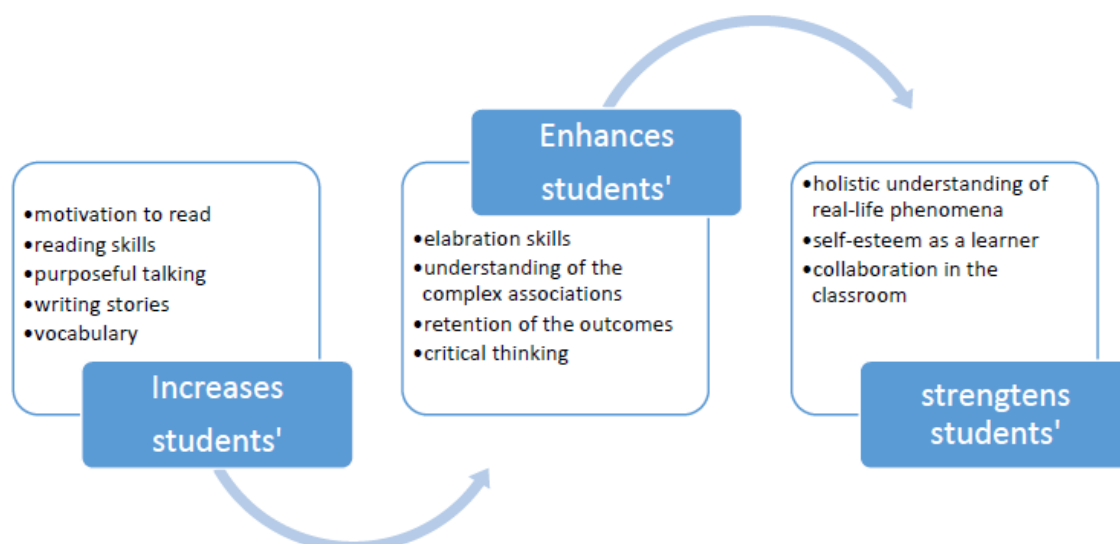 •motivation to read
•reading skills
•purposeful talking
•writing stories
•vocabulary
Increases
students'
Enhances
students'
•elabration skills
•understanding of the
complex associations
•retention of the outcomes
•critical thinking
•holistic understanding of
real-life phenomena
•self-esteem as a learner
•collaboration in the
classroom
strengtens
students'